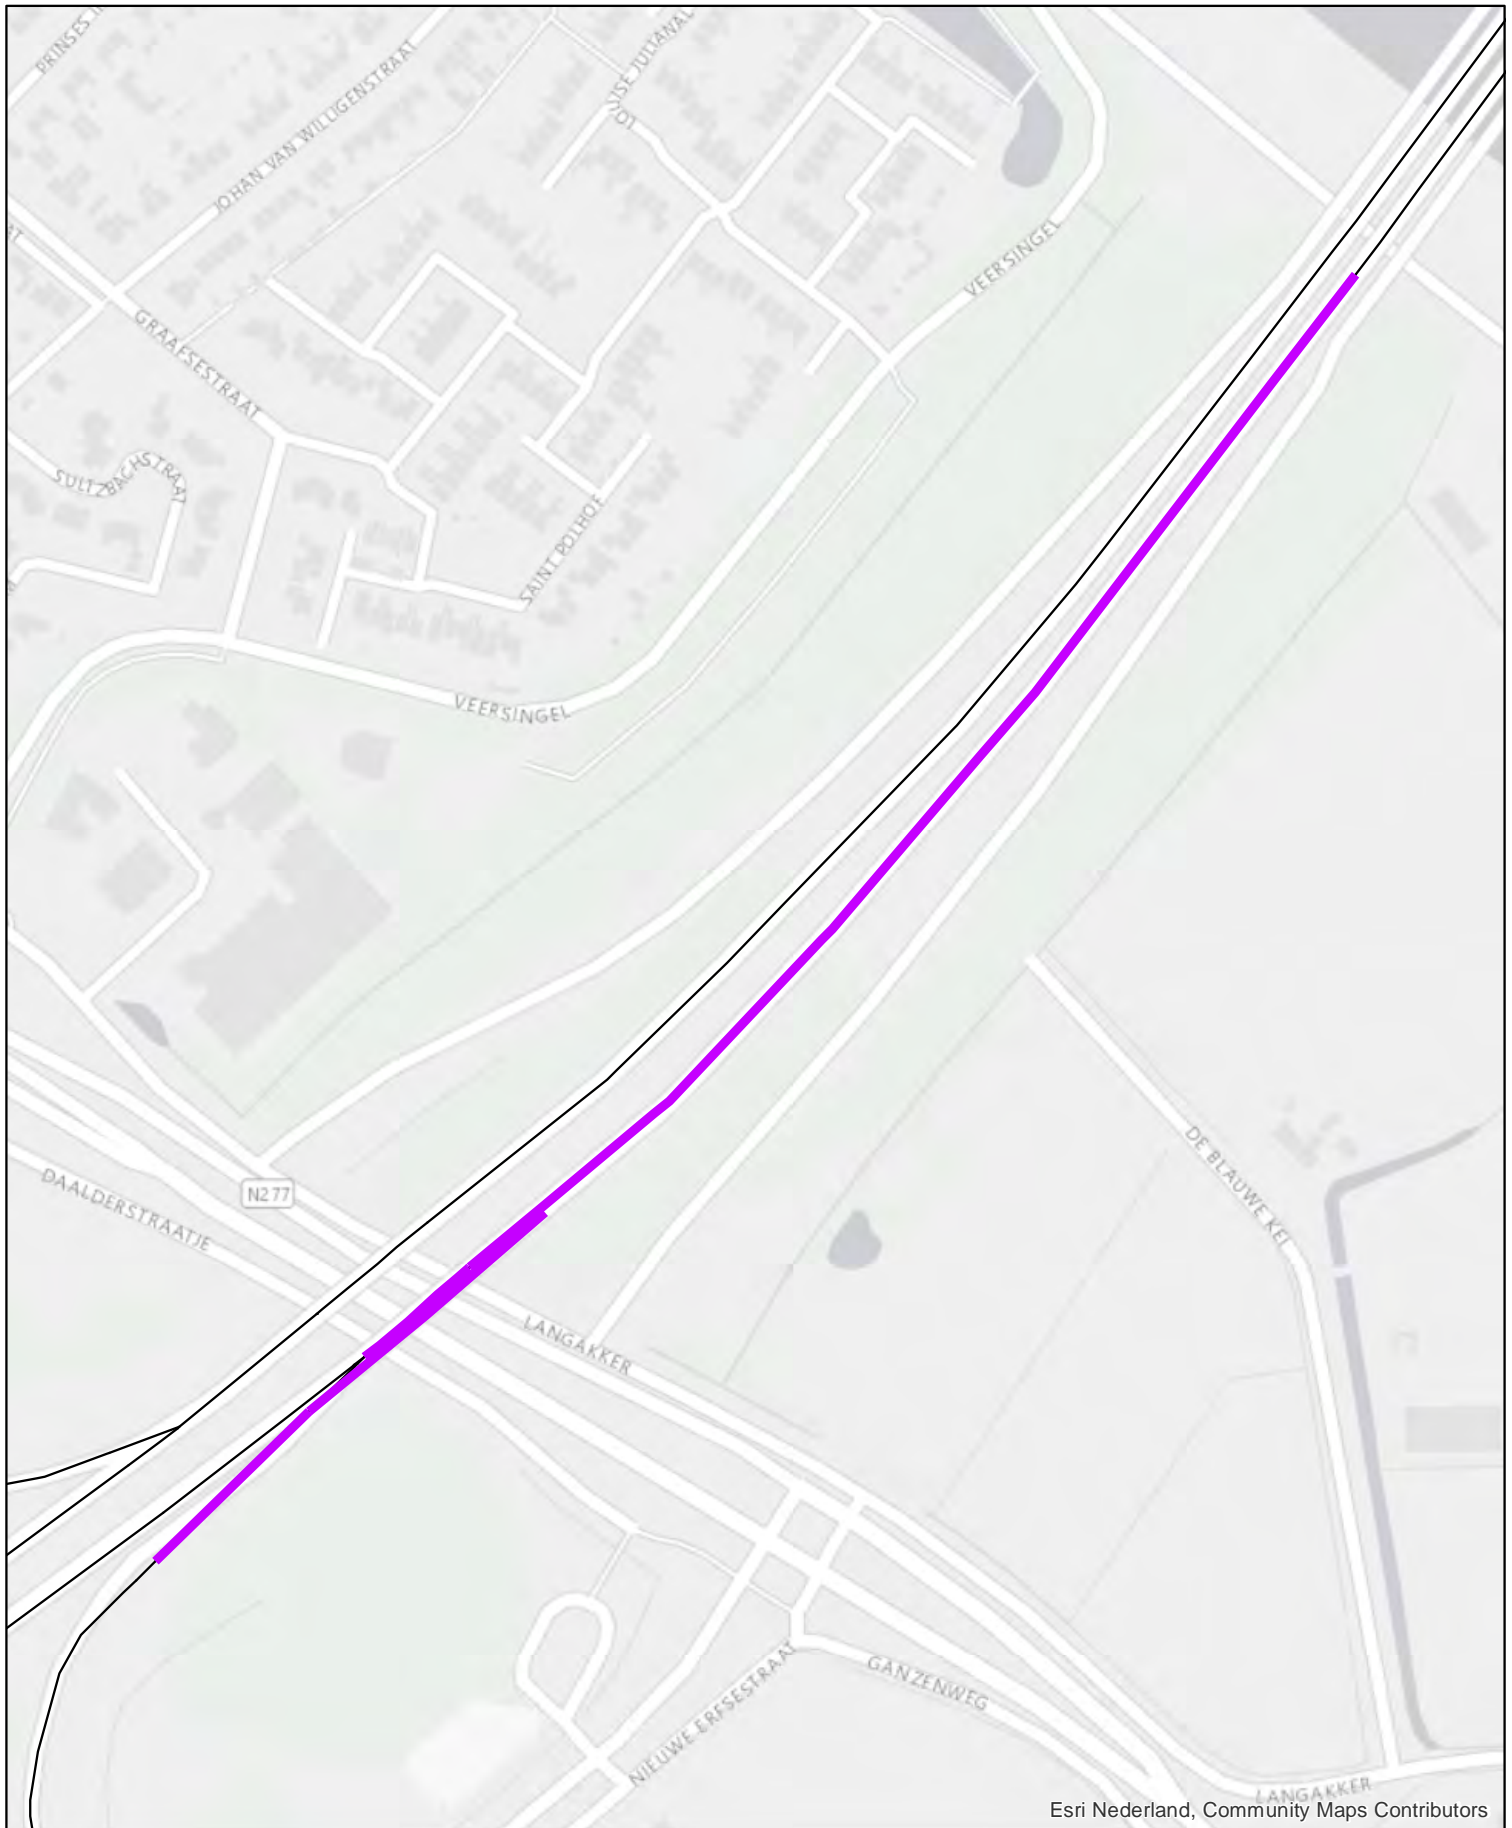 JOHAN VAN WILLIGENSTRAAT
VEERSINGEL
GRAAFSESTRAAT
SULTZBACHSTRAAT
SAINT POLHOF
VEERSINGEL
DE BLAUWE KEI
DAALDERSTRAATJE
N277
LANGAKKER
GANZENWEG
NIEUWE ERFSESTRAAT
LANGAKKER
Esri Nederland, Community Maps Contributors